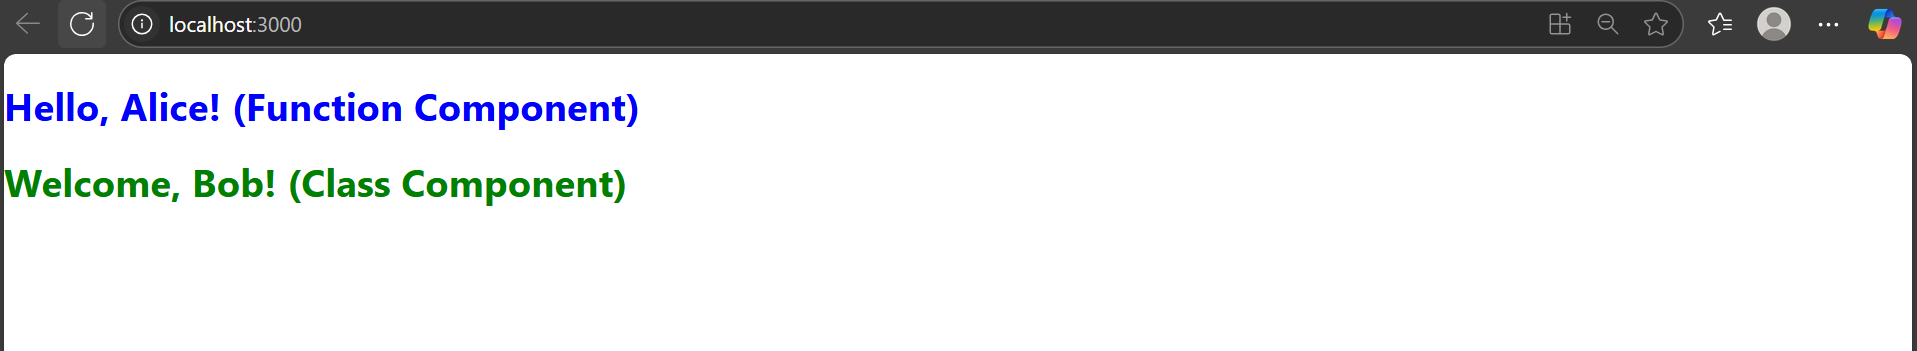 localhost:3000
Hello, Alice! (Function Component)
Welcome, Bob! (Class Component)